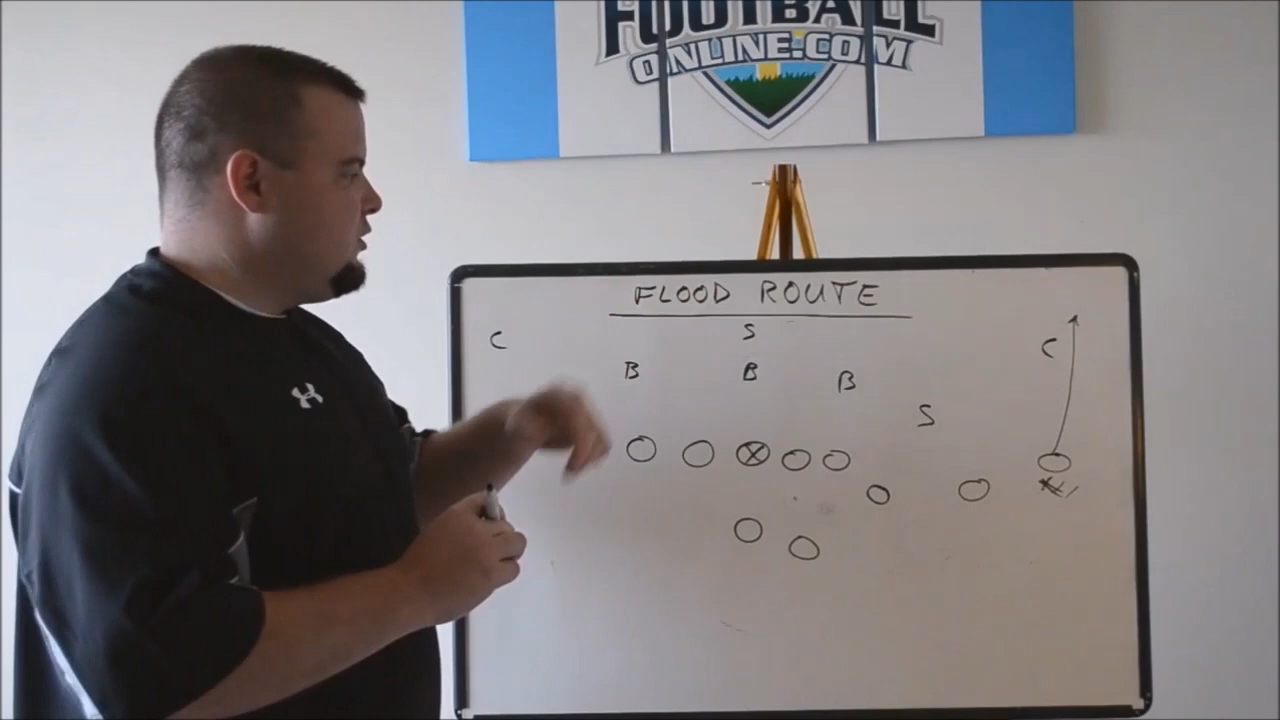 FOOTBALL
ONLINE.COM
FLOOD ROUTE
C S C
B B B
S
X